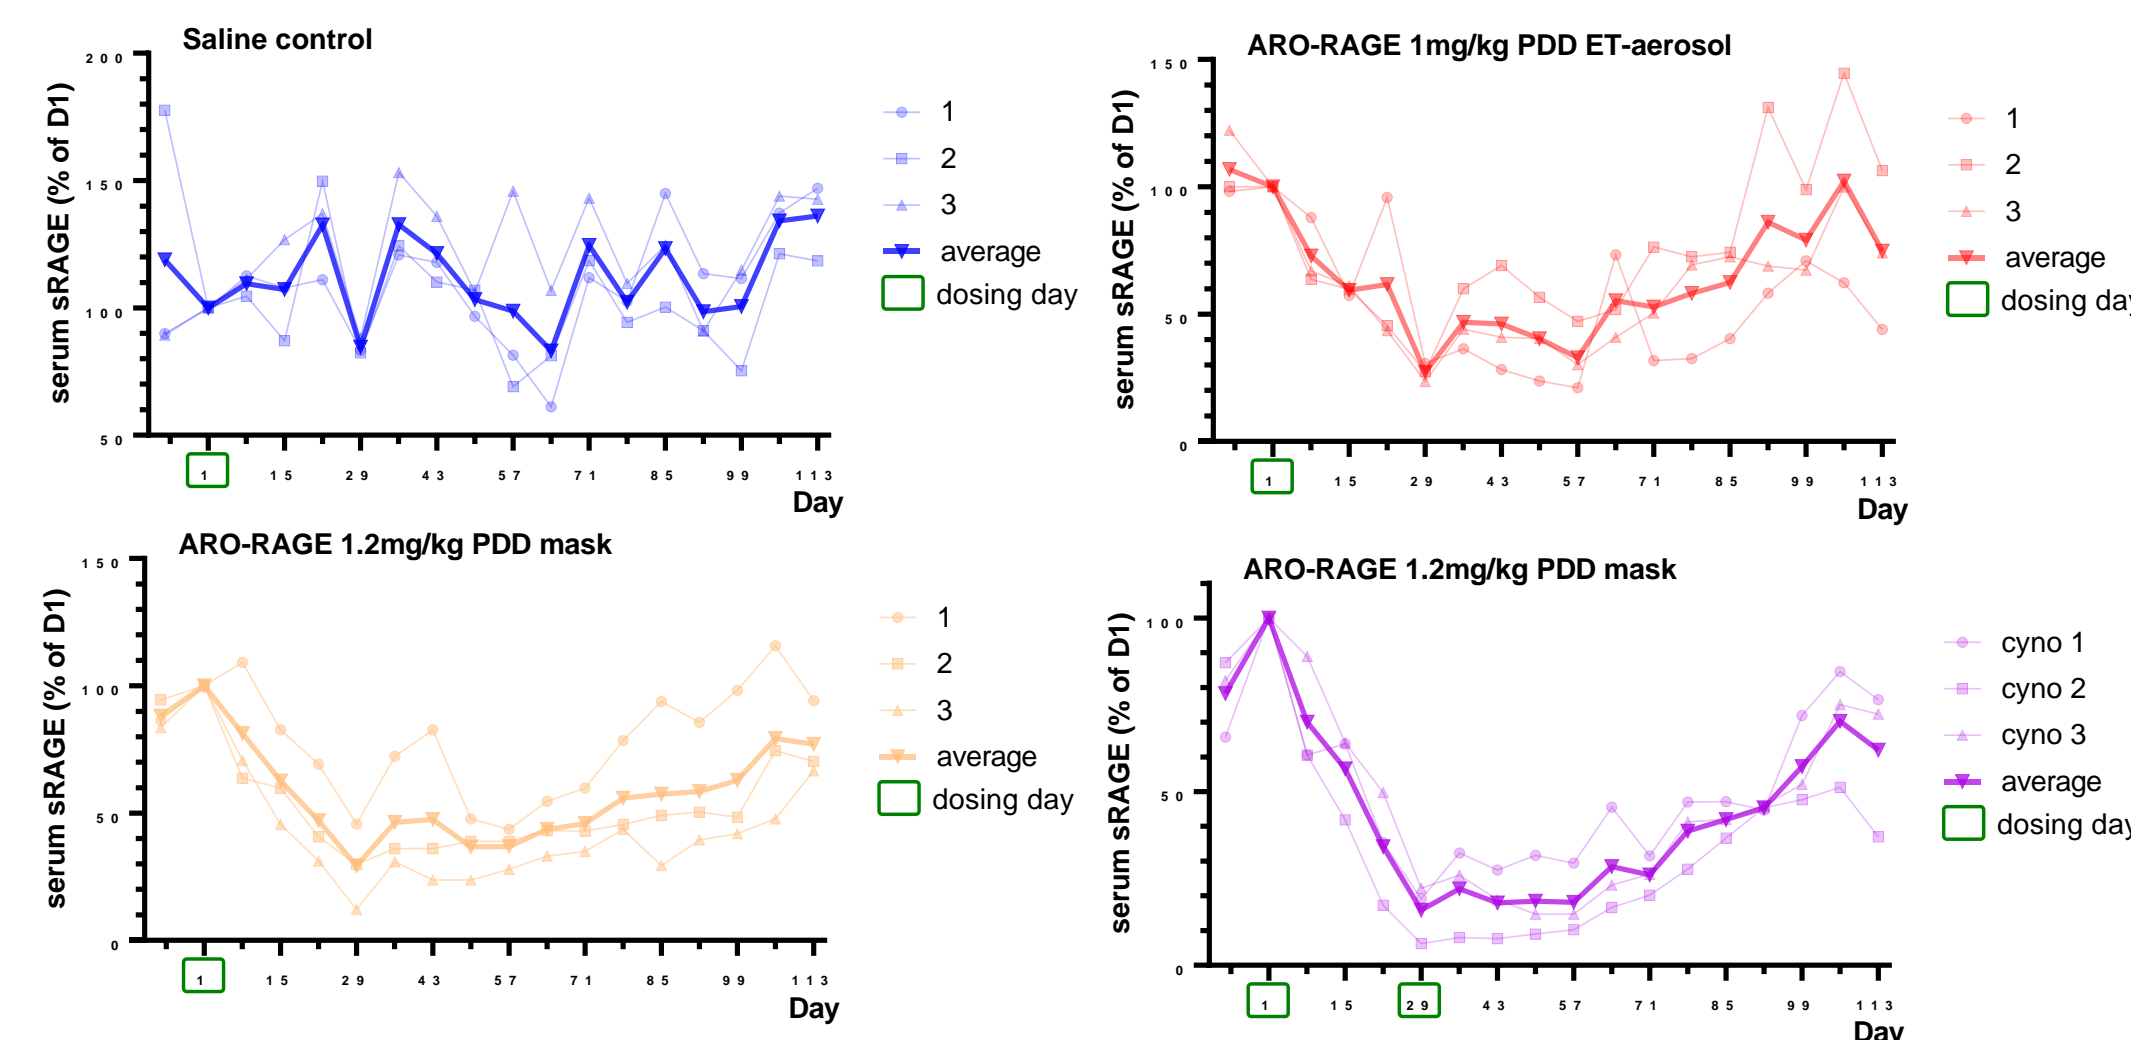 Saline control
serum sRAGE (% of D1)
200
150
100
50
1 15 29 43 57 71 85 99 113
Day
1
2
3
average
dosing day
ARO-RAGE 1mg/kg PDD ET-aerosol
serum sRAGE (% of D1)
150
100
50
0
1 15 29 43 57 71 85 99 113
Day
1
2
3
average
dosing day
ARO-RAGE 1.2mg/kg PDD mask
serum sRAGE (% of D1)
150
100
50
0
1 15 29 43 57 71 85 99 113
Day
1
2
3
average
dosing day
ARO-RAGE 1.2mg/kg PDD mask
serum sRAGE (% of D1)
100
50
0
1 15 29 43 57 71 85 99 113
Day
cyno 1
cyno 2
cyno 3
average
dosing day